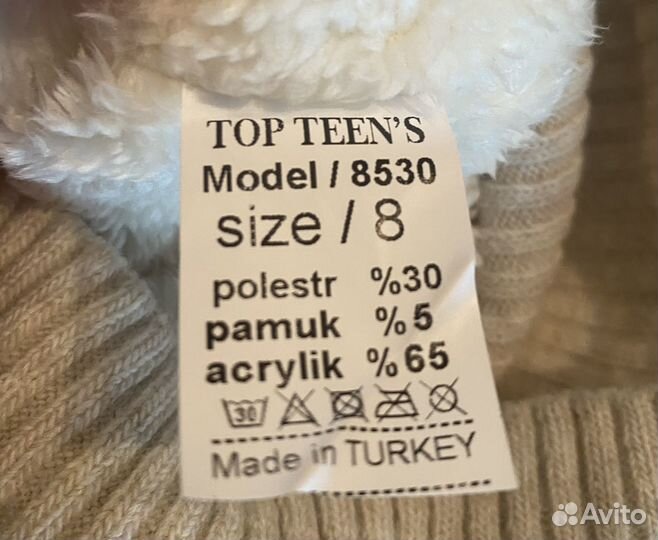 TOP TEEN'S
Model / 8530
size / 8
polestr %30
pamuk %5
acrylik %65
30
Made in TURKEY
Avito